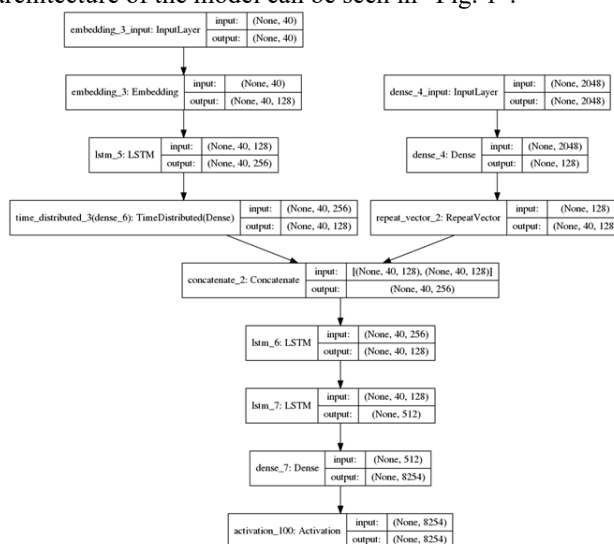 architecture of the model can be seen in "Fig. 1".
embedding_3_input: InputLayer input: (None, 40)
output: (None, 40)
embedding_3: Embedding input: (None, 40)
output: (None, 40, 128)
dense_4_input: InputLayer input: (None, 2048)
output: (None, 2048)
lstm_5: LSTM input: (None, 40, 128)
output: (None, 40, 256)
dense_4: Dense input: (None, 2048)
output: (None, 128)
time_distributed_3(dense_6): TimeDistributed(Dense) input: (None, 40, 256)
output: (None, 40, 128)
repeat_vector_2: RepeatVector input: (None, 128)
output: (None, 40, 128
concatenate_2: Concatenate input: [(None, 40, 128), (None, 40, 128)]
output: (None, 40, 256)
lstm_6: LSTM input: (None, 40, 256)
output: (None, 40, 128)
lstm_7: LSTM input: (None, 40, 128)
output: (None, 512)
dense_7: Dense input: (None, 512)
output: (None, 8254)
activation_100: Activation input: (None, 8254)
output: (None, 8254)